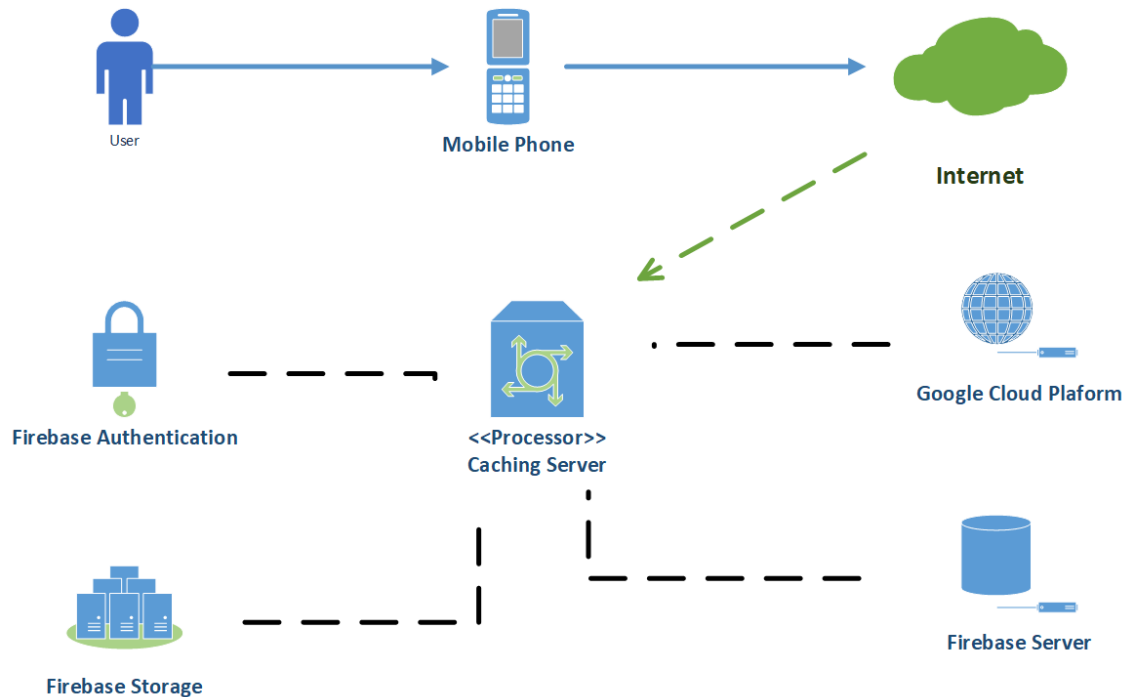 User
Mobile Phone
Internet
Firebase Authentication
<<Processor>>
Caching Server
Google Cloud Plaform
Firebase Storage
Firebase Server